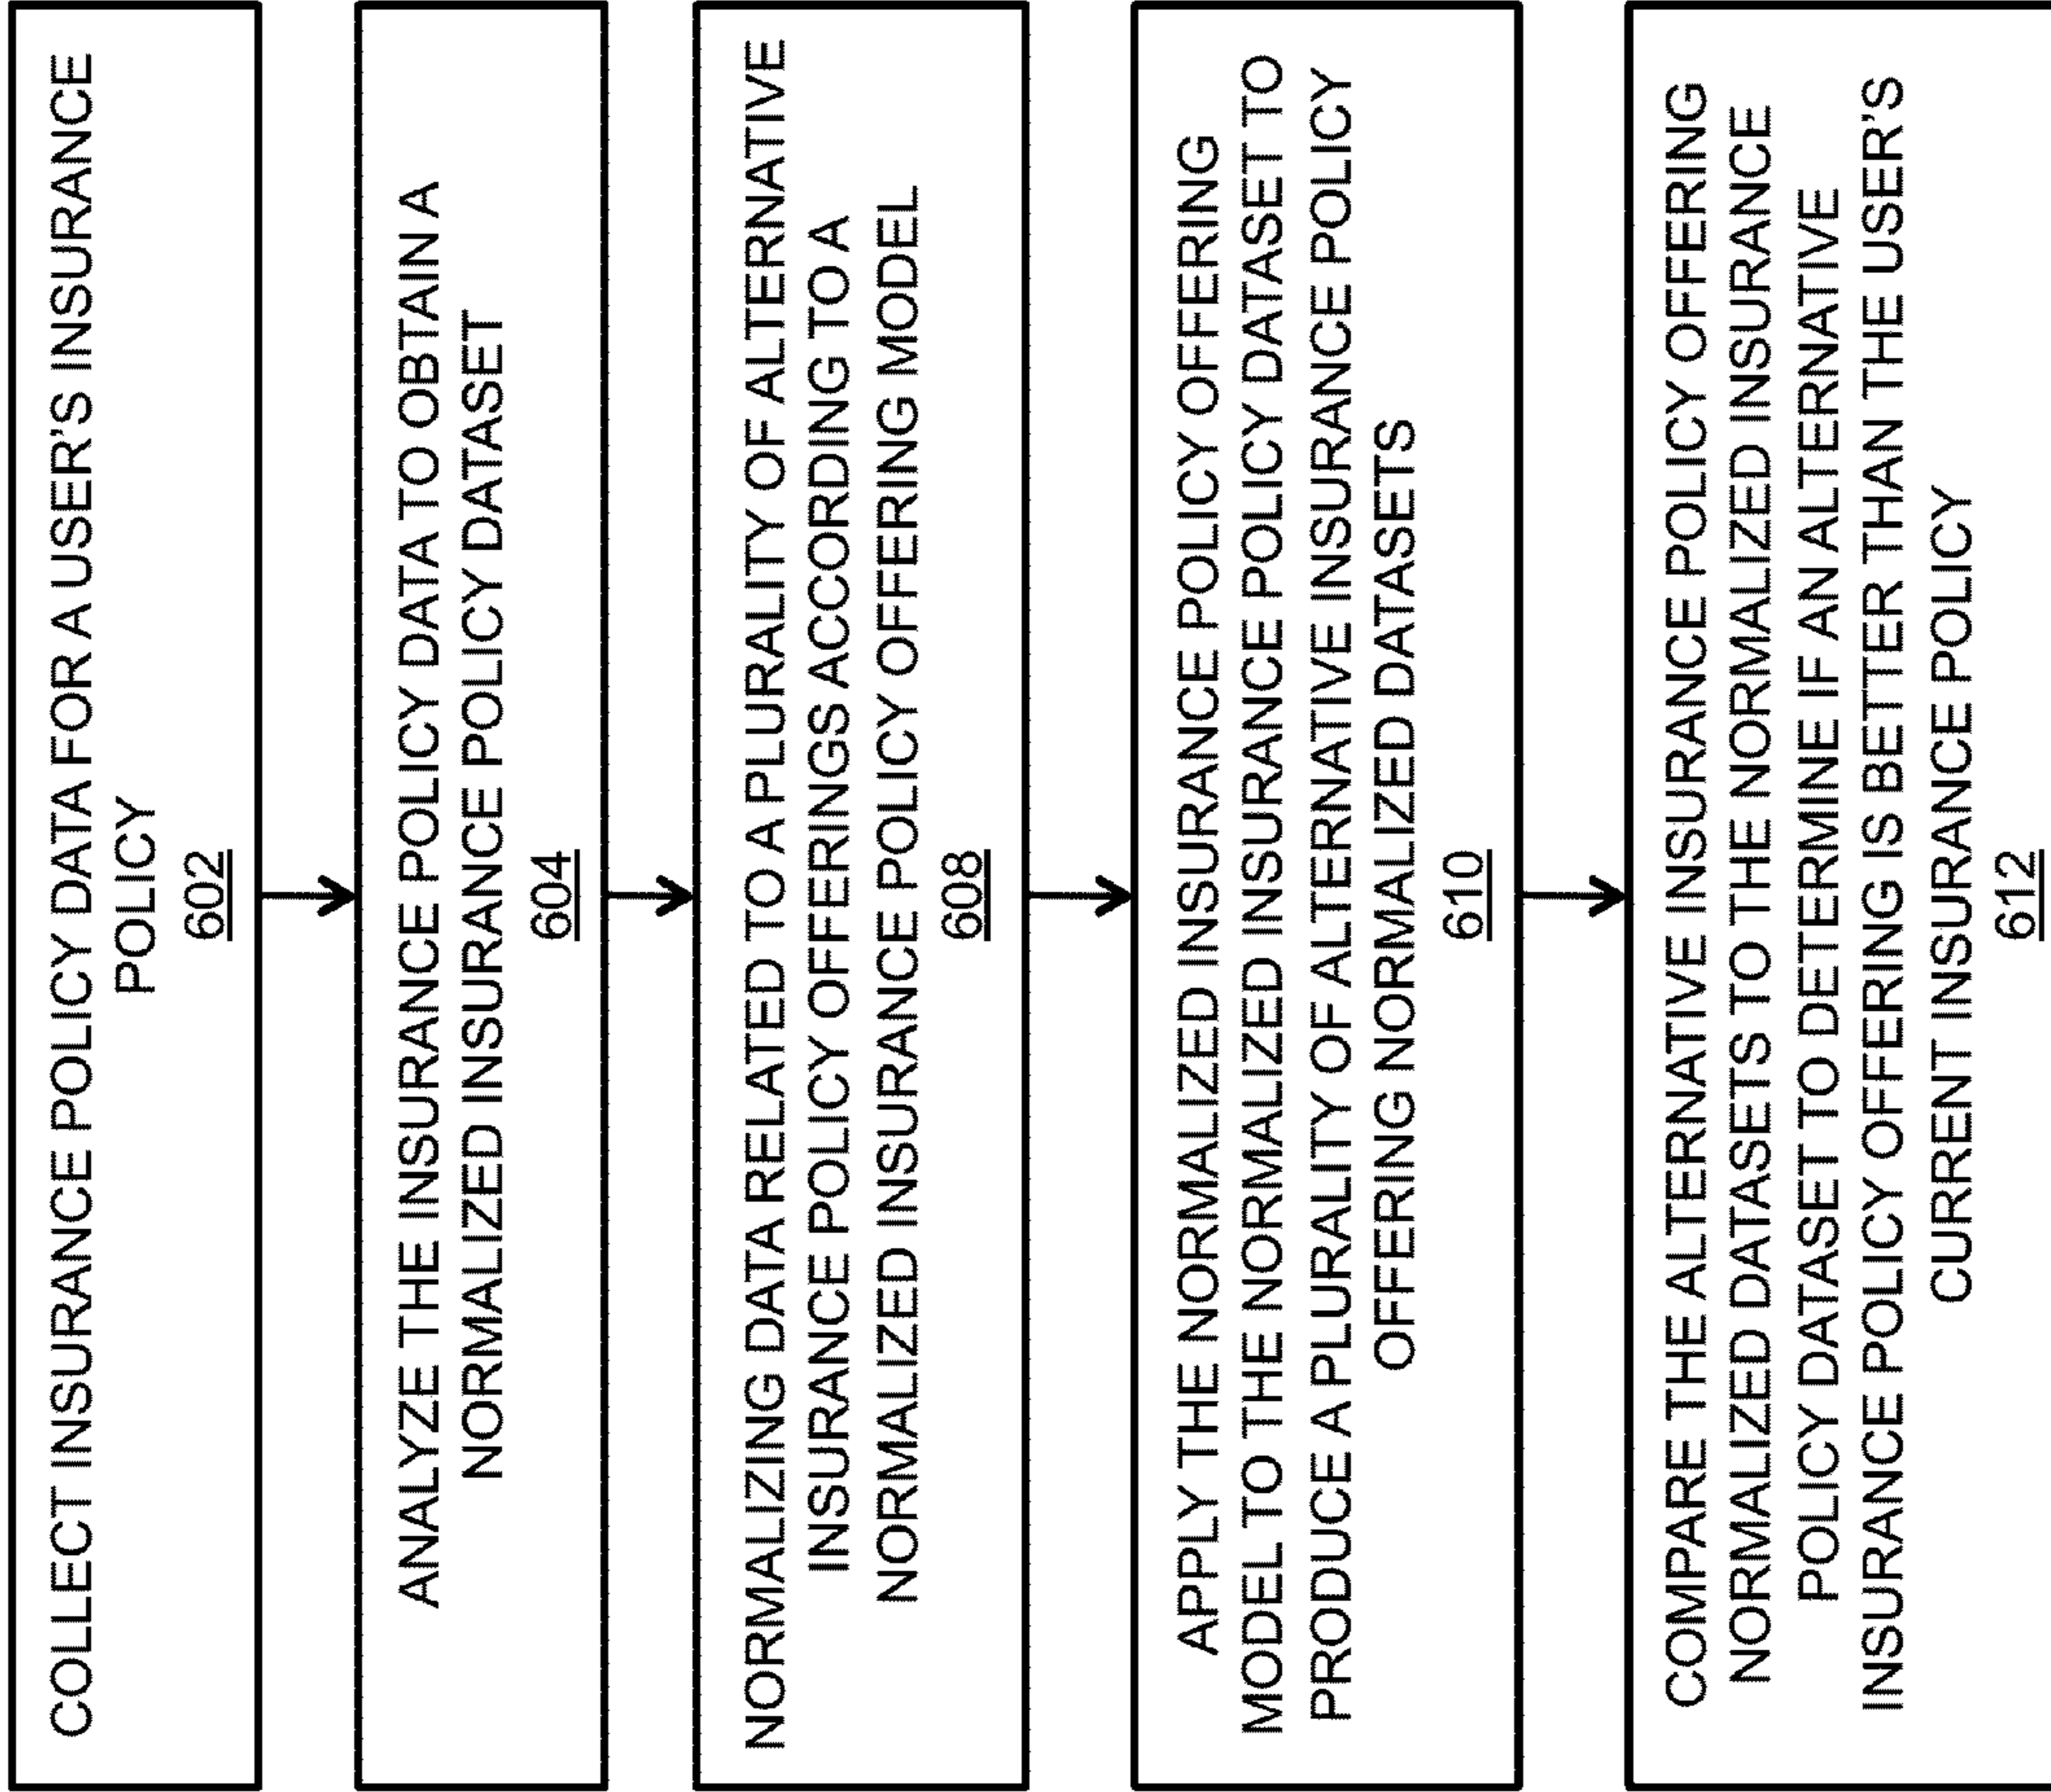 COLLECT INSURANCE POLICY DATA FOR A USER'S INSURANCE
POLICY
602
ANALYZE THE INSURANCE POLICY DATA TO OBTAIN A
NORMALIZED INSURANCE POLICY DATASET
604
NORMALIZING DATA RELATED TO A PLURALITY OF ALTERNATIVE
INSURANCE POLICY OFFERINGS ACCORDING TO A
NORMALIZED INSURANCE POLICY OFFERING MODEL
608
APPLY THE NORMALIZED INSURANCE POLICY OFFERING
MODEL TO THE NORMALIZED INSURANCE POLICY DATASET TO
PRODUCE A PLURALITY OF ALTERNATIVE INSURANCE POLICY
OFFERING NORMALIZED DATASETS
610
COMPARE THE ALTERNATIVE INSURANCE POLICY OFFERING
NORMALIZED DATASETS TO THE NORMALIZED INSURANCE
POLICY DATASET TO DETERMINE IF AN ALTERNATIVE
INSURANCE POLICY OFFERING IS BETTER THAN THE USER'S
CURRENT INSURANCE POLICY
612